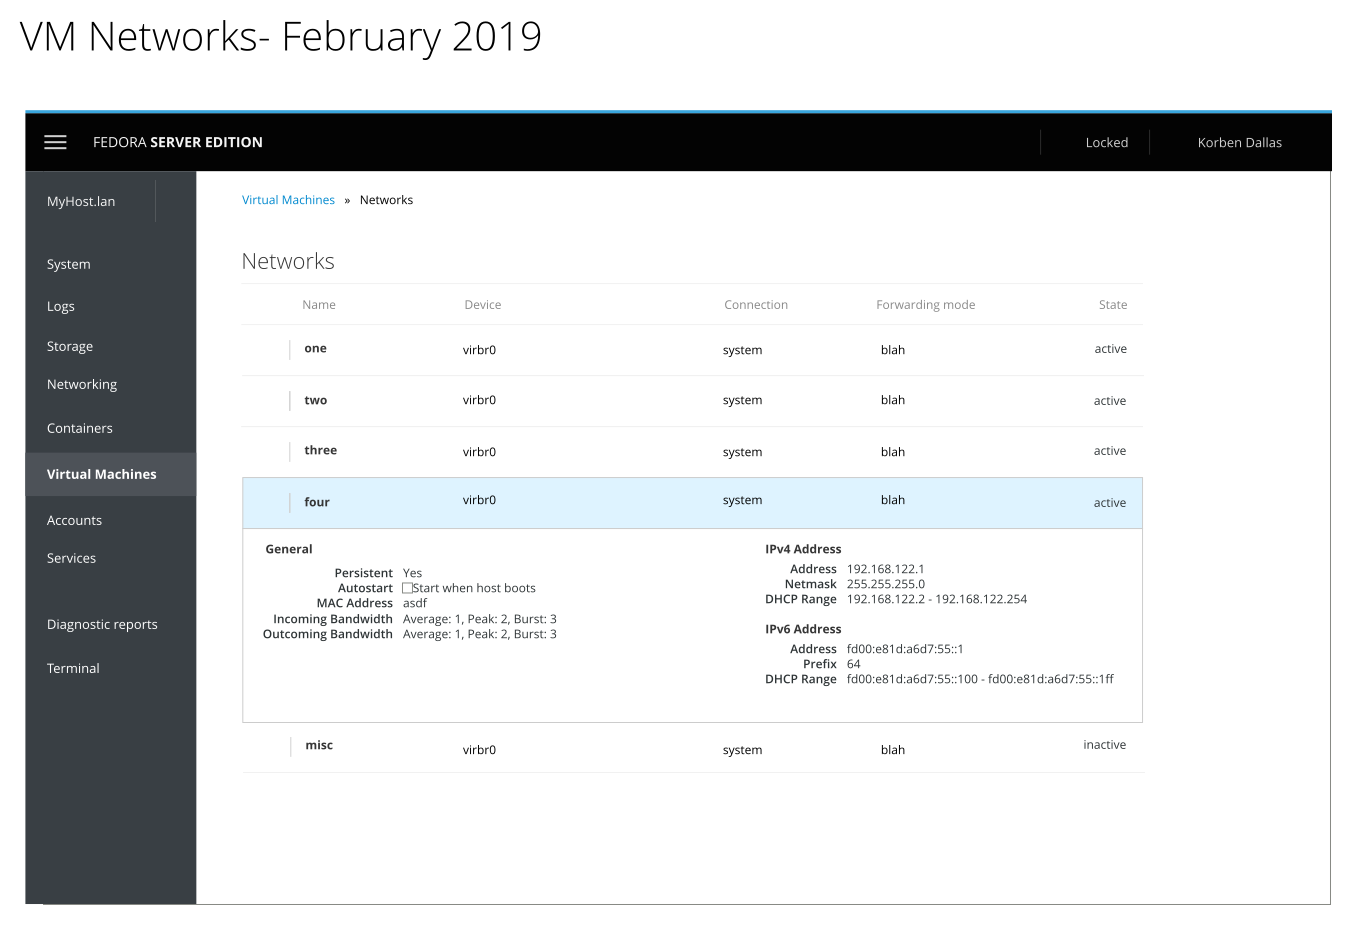 VM Networks- February 2019
FEDORA SERVER EDITION Locked Korben Dallas
MyHost.lan
System
Logs
Storage
Networking
Containers
Virtual Machines
Accounts
Services
Diagnostic reports
Terminal
Virtual Machines » Networks
Networks
Name Device Connection Forwarding mode State
one virbr0 system blah active
two virbr0 system blah active
three virbr0 system blah active
four virbr0 system blah active
General
Persistent Yes
Autostart Start when host boots
MAC Address asdf
Incoming Bandwidth Average: 1, Peak: 2, Burst: 3
Outcoming Bandwidth Average: 1, Peak: 2, Burst: 3
IPv4 Address
Address 192.168.122.1
Netmask 255.255.255.0
DHCP Range 192.168.122.2 - 192.168.122.254
IPv6 Address
Address fd00:e81d:a6d7:55::1
Prefix 64
DHCP Range fd00:e81d:a6d7:55::100 - fd00:e81d:a6d7:55::1ff
misc virbr0 system blah inactive